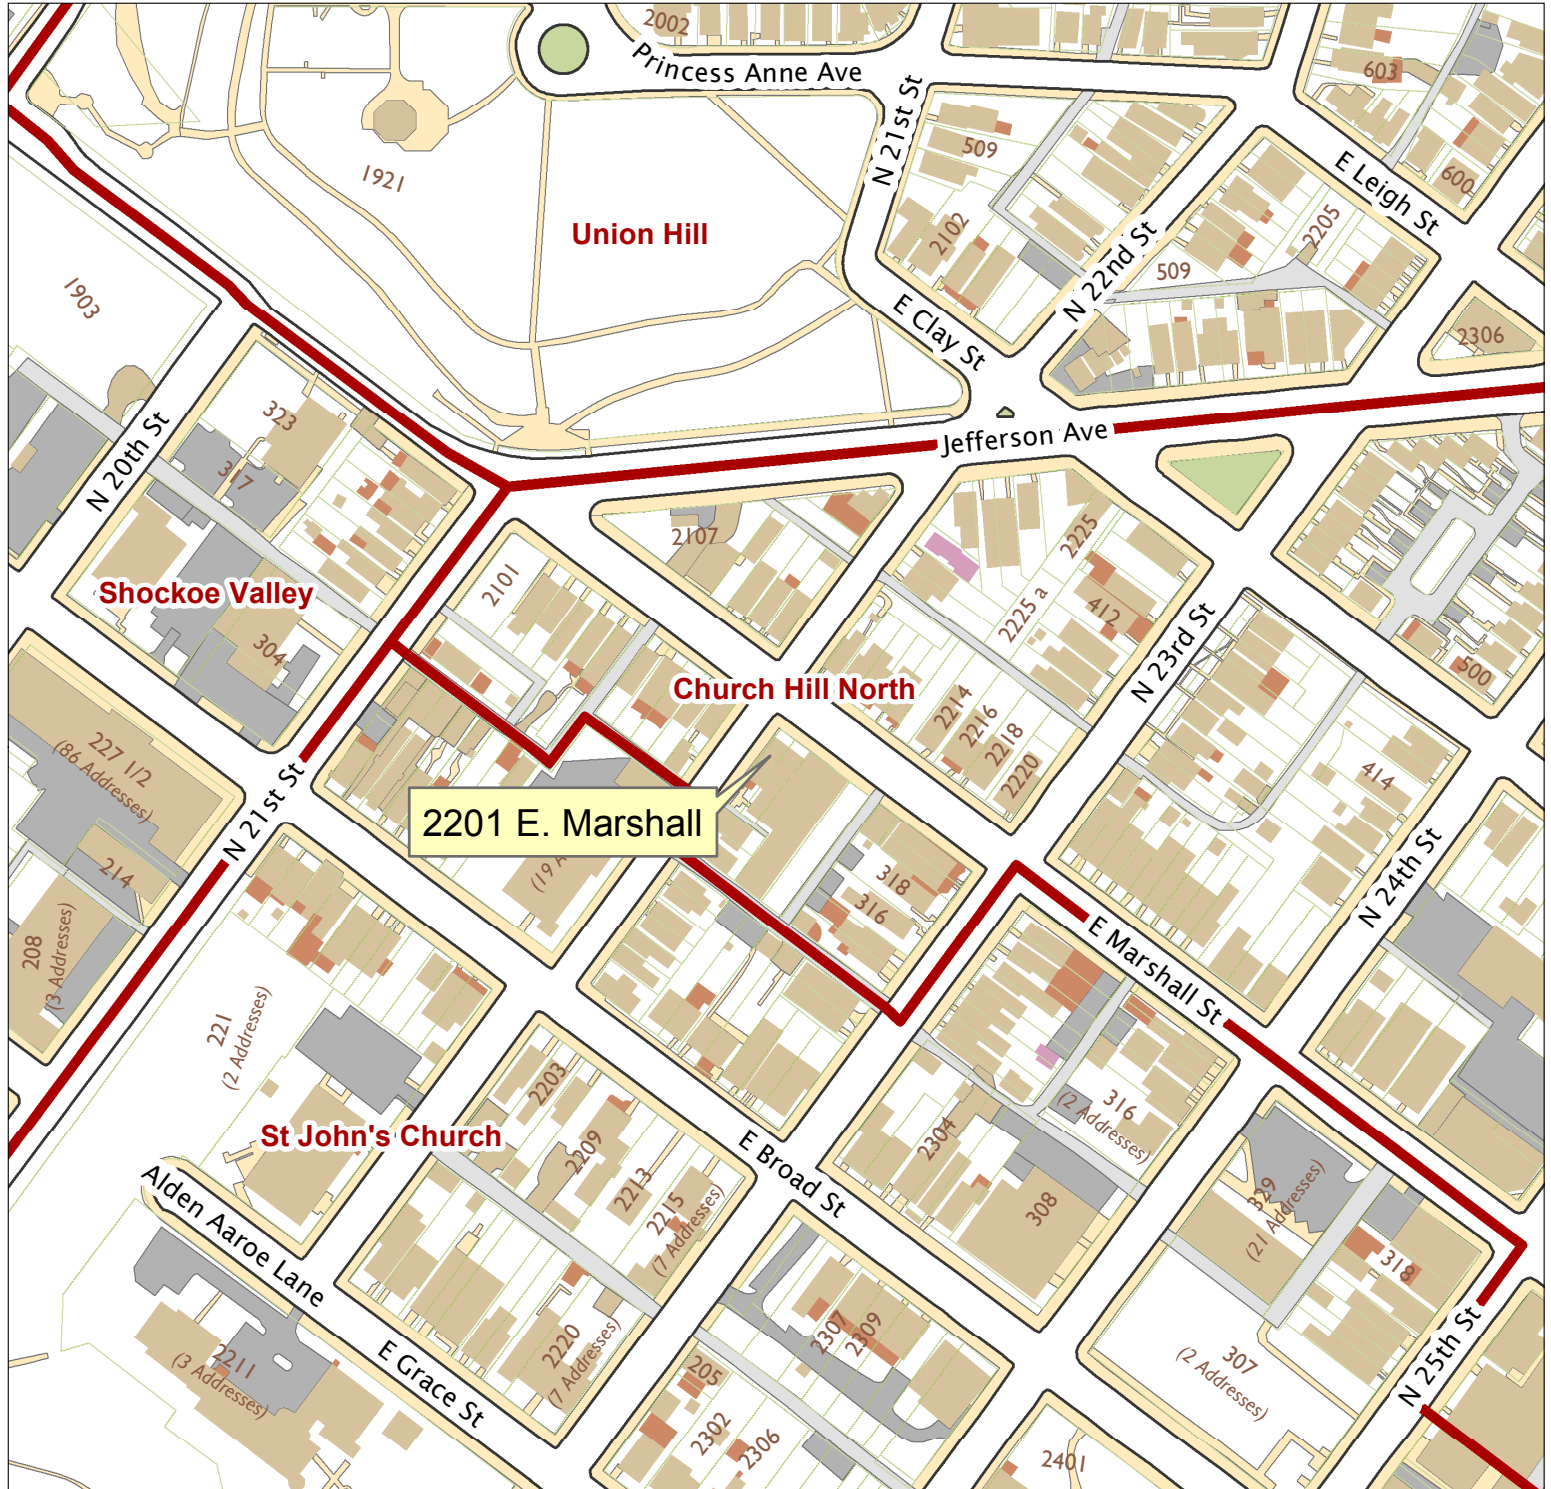 2002
Princess Anne Ave
603
N 21st St
509
E Leigh St
600
1921
Union Hill
2102
2205
N 22nd St
509
1903
E Clay St
2306
323
Jefferson Ave
N 20th St
317
2107
2225
2101
Shockoe Valley
2225 a
412
304
N 23rd St
500
Church Hill North
2214
2216
2218
2220
227 1/2
(86 Addresses)
414
2201 E. Marshall
N 21st St
(19 A
318
316
214
N 24th St
208
(3 Addresses)
E Marshall St
221
(2 Addresses)
2203
316
(2 Addresses)
St John's Church
2209
2304
E Broad St
2213
2215
(7 Addresses)
308
329
(21 Addresses)
318
Alden Aaroe Lane
2307
2309
2220
(7 Addresses)
E Grace St
2211
(3 Addresses)
307
(2 Addresses)
N 25th St
205
2302
2306
2401